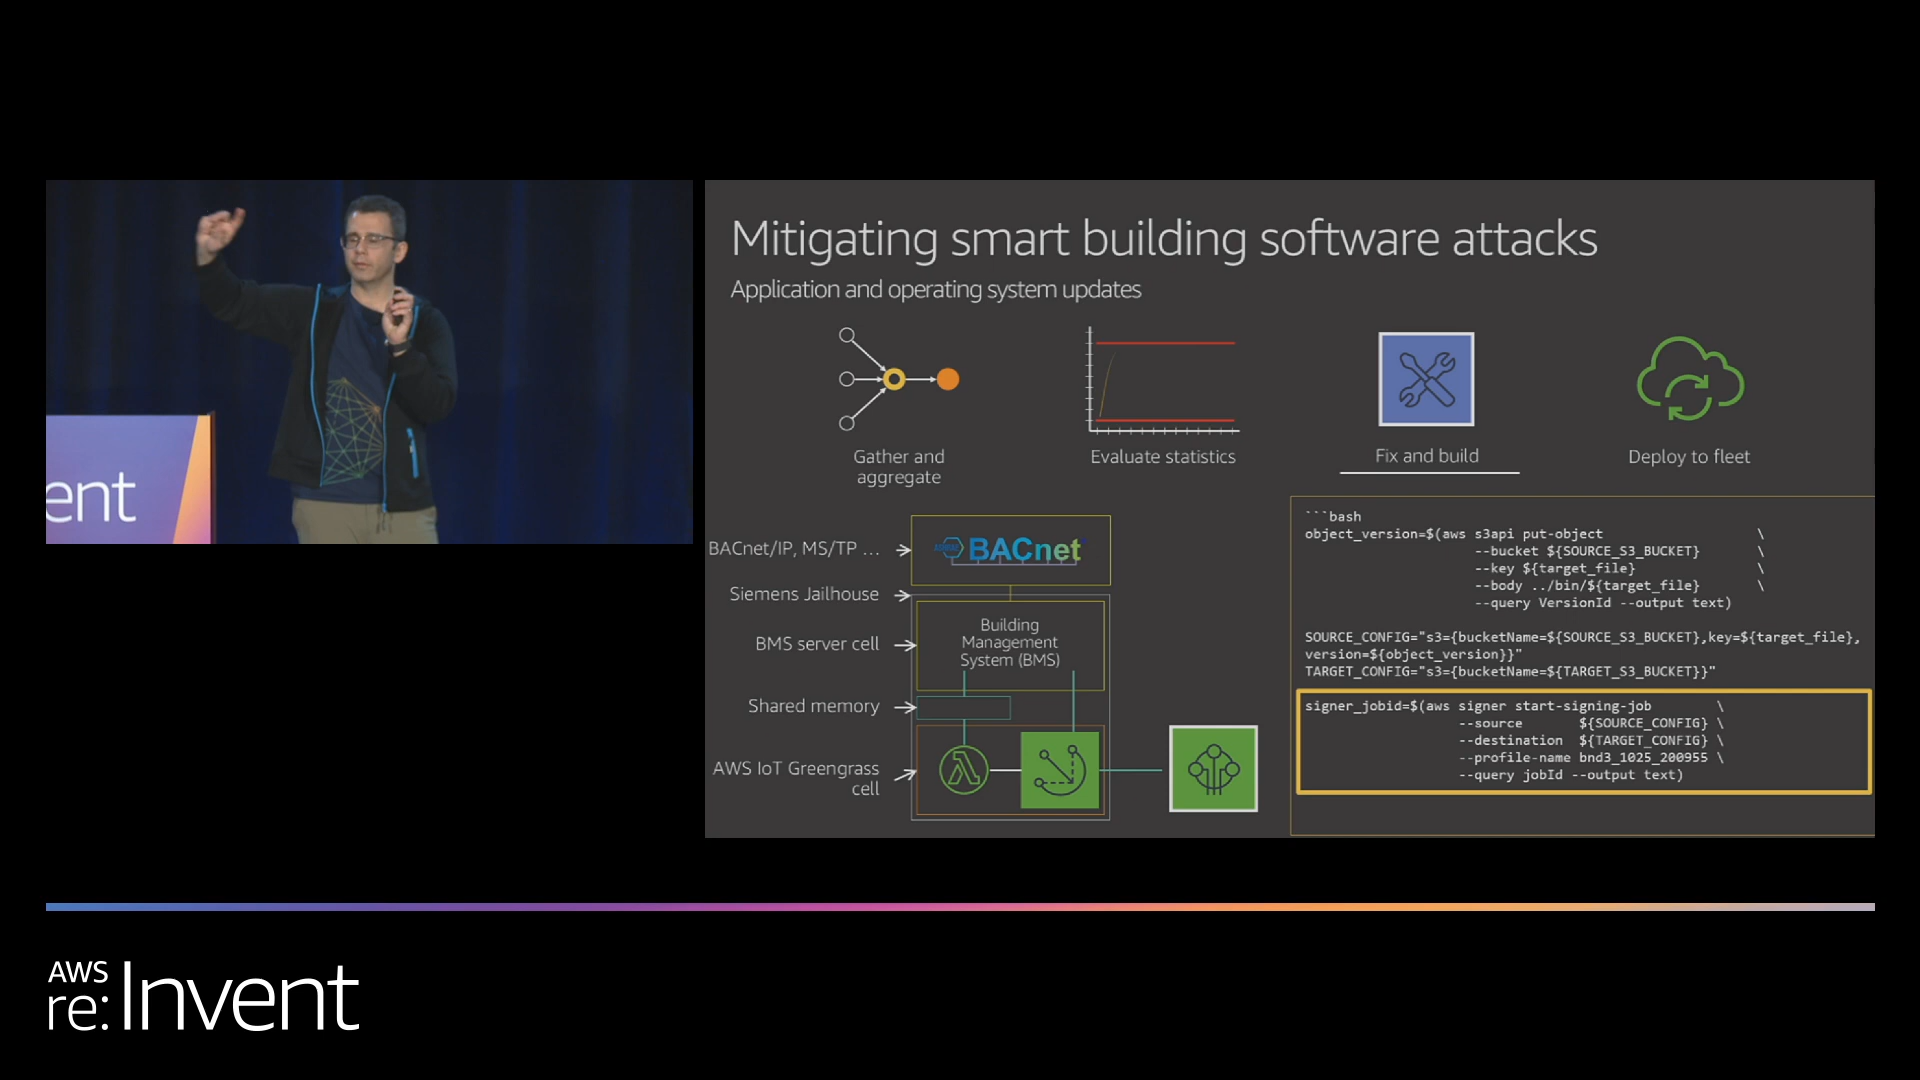 ent
Mitigating smart building software attacks
Application and operating system updates
Gather and
aggregate
Evaluate statistics
Fix and build
Deploy to fleet
BACnet/IP, MS/TP ...
BACnet
Siemens Jailhouse
BMS server cell
Building
Management
System (BMS)
Shared memory
AWS IoT Greengrass
cell
```bash
object_version=$(aws s3api put-object \
--bucket ${SOURCE_S3_BUCKET} \
--key ${target_file} \
--body ../bin/${target_file} \
--query VersionId --output text)
SOURCE_CONFIG="s3={bucketName=${SOURCE_S3_BUCKET},key=${target_file},
version=${object_version}}"
TARGET_CONFIG="s3={bucketName=${TARGET_S3_BUCKET}}"
signer_jobid=$(aws signer start-signing-job \
--source ${SOURCE_CONFIG} \
--destination ${TARGET_CONFIG} \
--profile-name bnd3_1025_200955 \
--query jobId --output text)
AWS
re:Invent